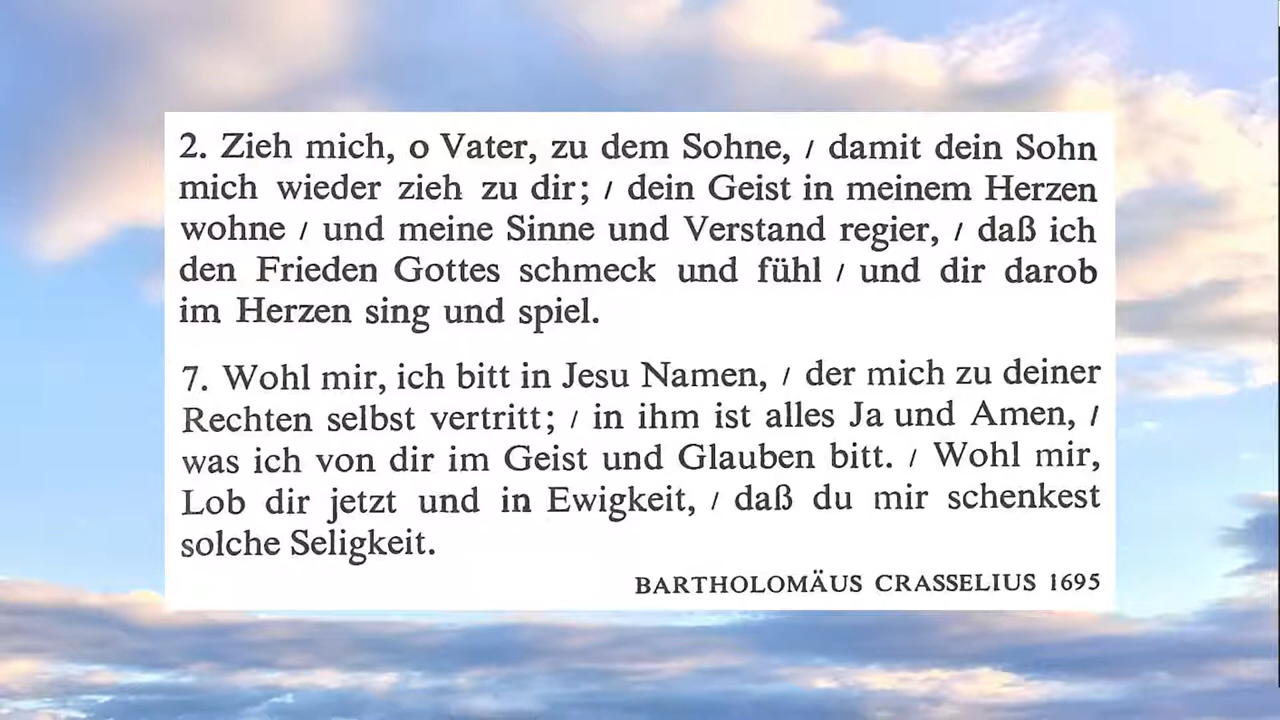 2. Zieh mich, o Vater, zu dem Sohne, / damit dein Sohn
mich wieder zieh zu dir; / dein Geist in meinem Herzen
wohne / und meine Sinne und Verstand regier, / daß ich
den Frieden Gottes schmeck und fühl / und dir darob
im Herzen sing und spiel.
7. Wohl mir, ich bitt in Jesu Namen, / der mich zu deiner
Rechten selbst vertritt; / in ihm ist alles Ja und Amen, /
was ich von dir im Geist und Glauben bitt. / Wohl mir,
Lob dir jetzt und in Ewigkeit, / daß du mir schenkest
solche Seligkeit.
BARTHOLOMÄUS CRASSELIUS 1695